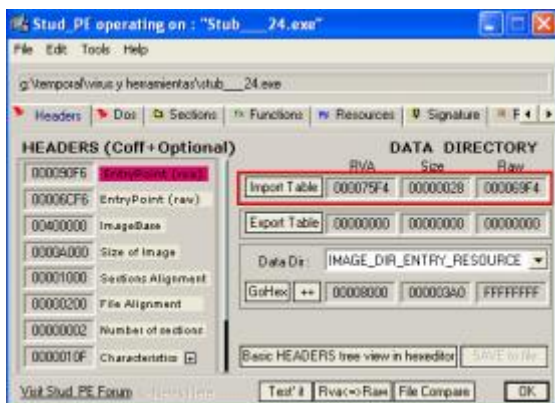 Stud_PE operating on : "Stub___24.exe"
File Edit Tools Help
g:\temporal\virus y herramientas\stub___24.exe
Headers Dos Sections Functions Resources Signature F
HEADERS (Coff+Optional)
000090F6 EntryPoint (rva)
00006CF6 EntryPoint (raw)
00400000 ImageBase
0000A000 Size of Image
00001000 Sections Alignment
00000200 File Alignment
00000002 Number of sections
0000010F Characteristics
DATA DIRECTORY
RVA Size Raw
Import Table 000075F4 00000028 000069F4
Export Table 00000000 00000000 00000000
Data Dir: IMAGE_DIR_ENTRY_RESOURCE
GoHex ++ 00008000 000003A0 FFFFFFFF
Basic HEADERS tree view in hexeditor SAVE to file
Visit Stud_PE Forum
Test'it Rva<=>Raw File Compare OK